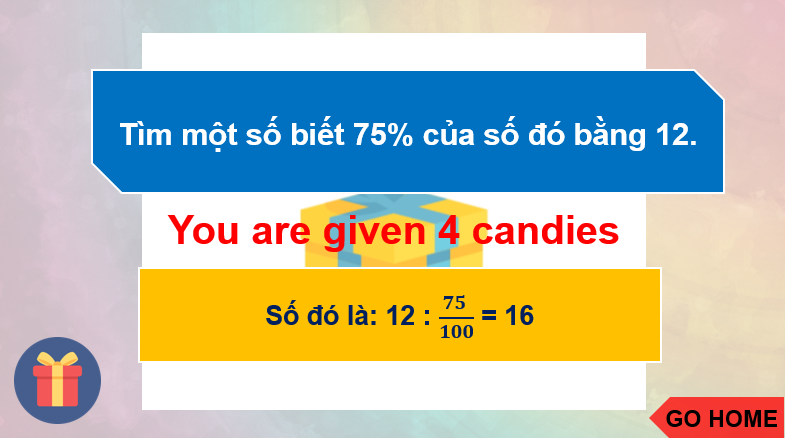 Tìm một số biết 75% của số đó bằng 12.
You are given 4 candies
Số đó là: 12 : 75/100 = 16
GO HOME